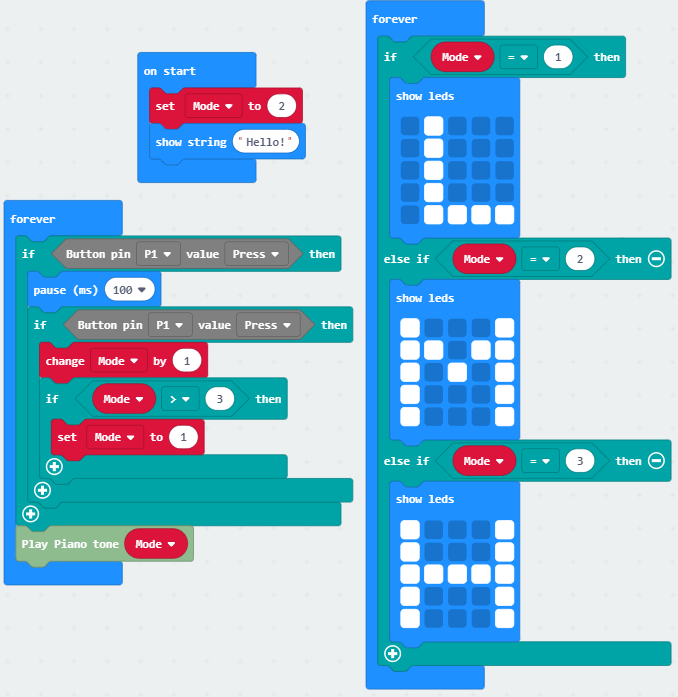 on start
set Mode to 2
show string "Hello!"
forever
if Button pin P1 value Press then
pause (ms) 100
if Button pin P1 value Press then
change Mode by 1
if Mode > 3 then
set Mode to 1
Play Piano tone Mode
forever
if Mode = 1 then
show leds
else if Mode = 2 then
show leds
else if Mode = 3 then
show leds